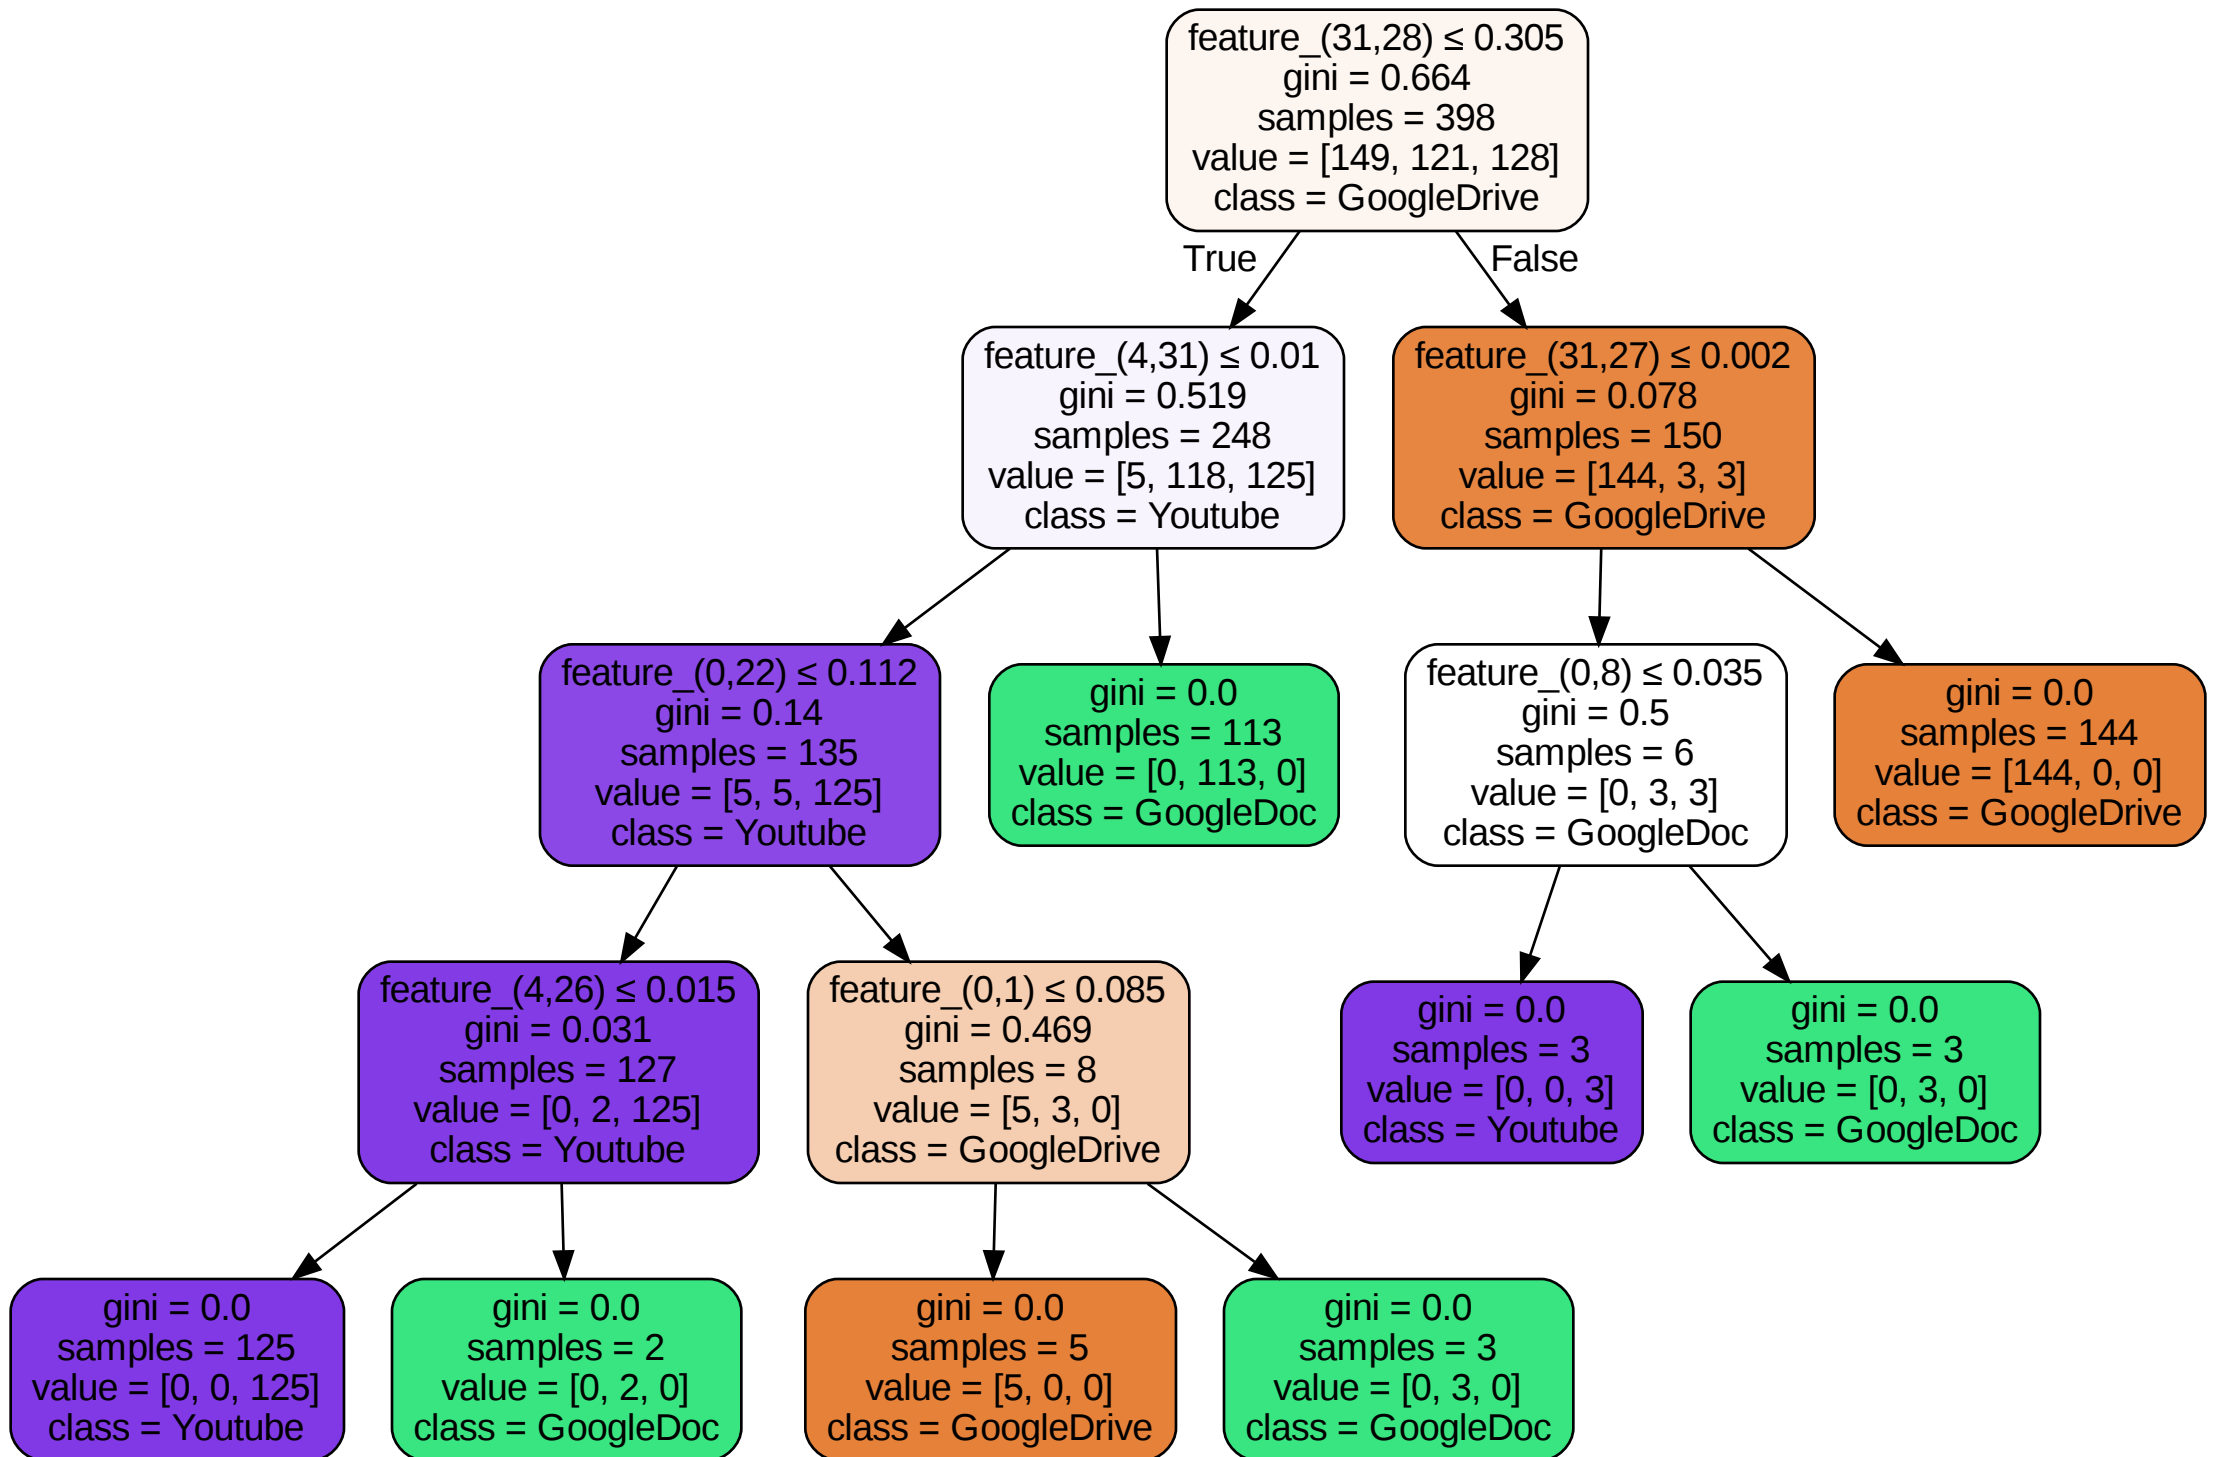 feature_(31,28) ≤ 0.305
gini = 0.664
samples = 398
value = [149, 121, 128]
class = GoogleDrive
True
False
feature_(4,31) ≤ 0.01
gini = 0.519
samples = 248
value = [5, 118, 125]
class = Youtube
feature_(31,27) ≤ 0.002
gini = 0.078
samples = 150
value = [144, 3, 3]
class = GoogleDrive
feature_(0,22) ≤ 0.112
gini = 0.14
samples = 135
value = [5, 5, 125]
class = Youtube
gini = 0.0
samples = 113
value = [0, 113, 0]
class = GoogleDoc
feature_(0,8) ≤ 0.035
gini = 0.5
samples = 6
value = [0, 3, 3]
class = GoogleDoc
gini = 0.0
samples = 144
value = [144, 0, 0]
class = GoogleDrive
feature_(4,26) ≤ 0.015
gini = 0.031
samples = 127
value = [0, 2, 125]
class = Youtube
feature_(0,1) ≤ 0.085
gini = 0.469
samples = 8
value = [5, 3, 0]
class = GoogleDrive
gini = 0.0
samples = 3
value = [0, 0, 3]
class = Youtube
gini = 0.0
samples = 3
value = [0, 3, 0]
class = GoogleDoc
gini = 0.0
samples = 125
value = [0, 0, 125]
class = Youtube
gini = 0.0
samples = 2
value = [0, 2, 0]
class = GoogleDoc
gini = 0.0
samples = 5
value = [5, 0, 0]
class = GoogleDrive
gini = 0.0
samples = 3
value = [0, 3, 0]
class = GoogleDoc